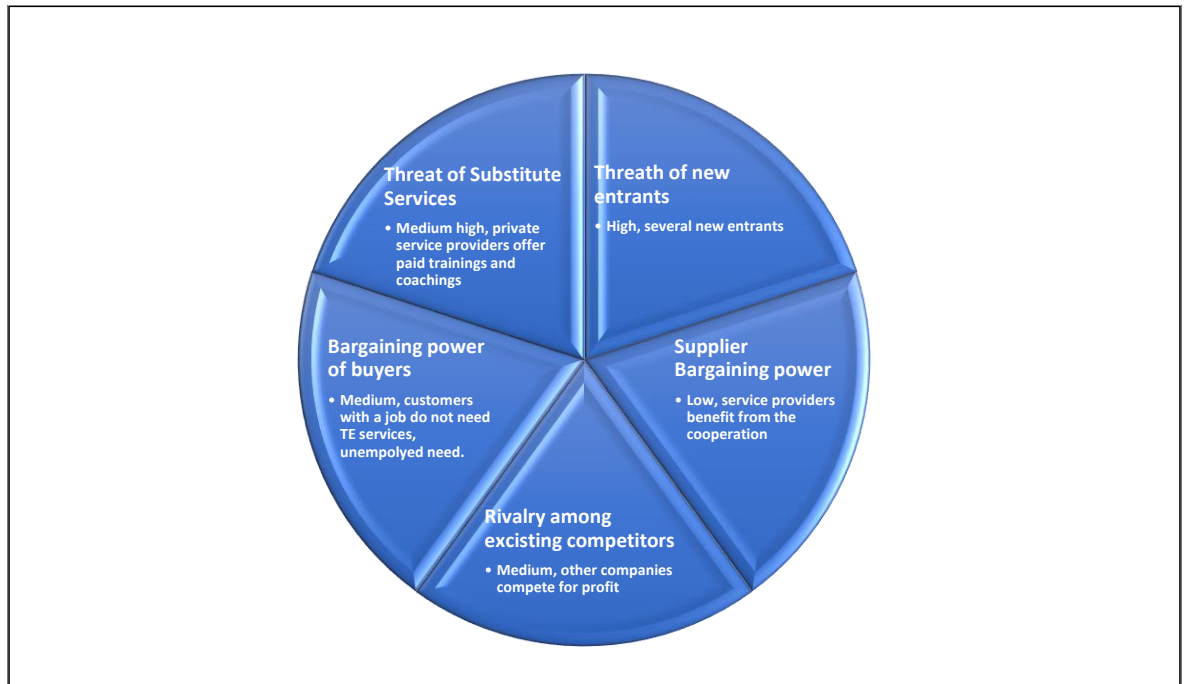 Threat of Substitute
Services
• Medium high, private
service providers offer
paid trainings and
coachings
Threath of new
entrants
• High, several new entrants
Bargaining power
of buyers
• Medium, customers
with a job do not need
TE services,
unempolyed need.
Supplier
Bargaining power
• Low, service providers
benefit from the
cooperation
Rivalry among
excisting competitors
• Medium, other companies
compete for profit